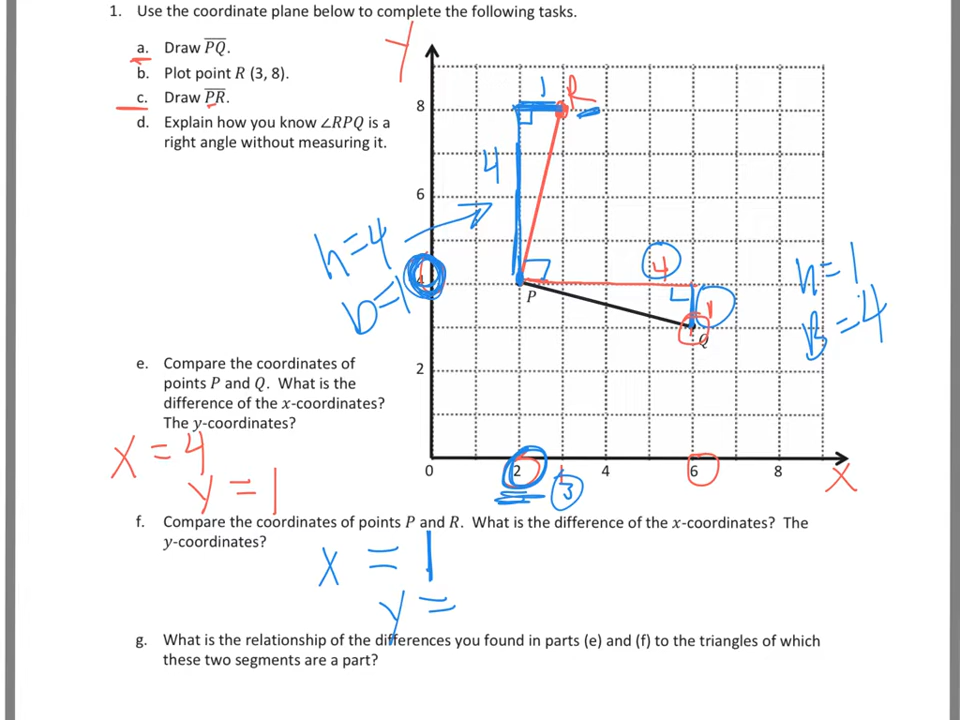 1. Use the coordinate plane below to complete the following tasks.
a. Draw PQ.
b. Plot point R (3, 8).
c. Draw PR.
d. Explain how you know ∠RPQ is a
right angle without measuring it.
Y
8
6
4
2
0 2 4 6 8
X
1
R
4
h=4
b=1
P
4
1
Q
h=1
B=4
3
e. Compare the coordinates of
points P and Q. What is the
difference of the x-coordinates?
The y-coordinates?
x = 4
y = 1
f. Compare the coordinates of points P and R. What is the difference of the x-coordinates? The
y-coordinates?
x = 1
y =
g. What is the relationship of the differences you found in parts (e) and (f) to the triangles of which
these two segments are a part?